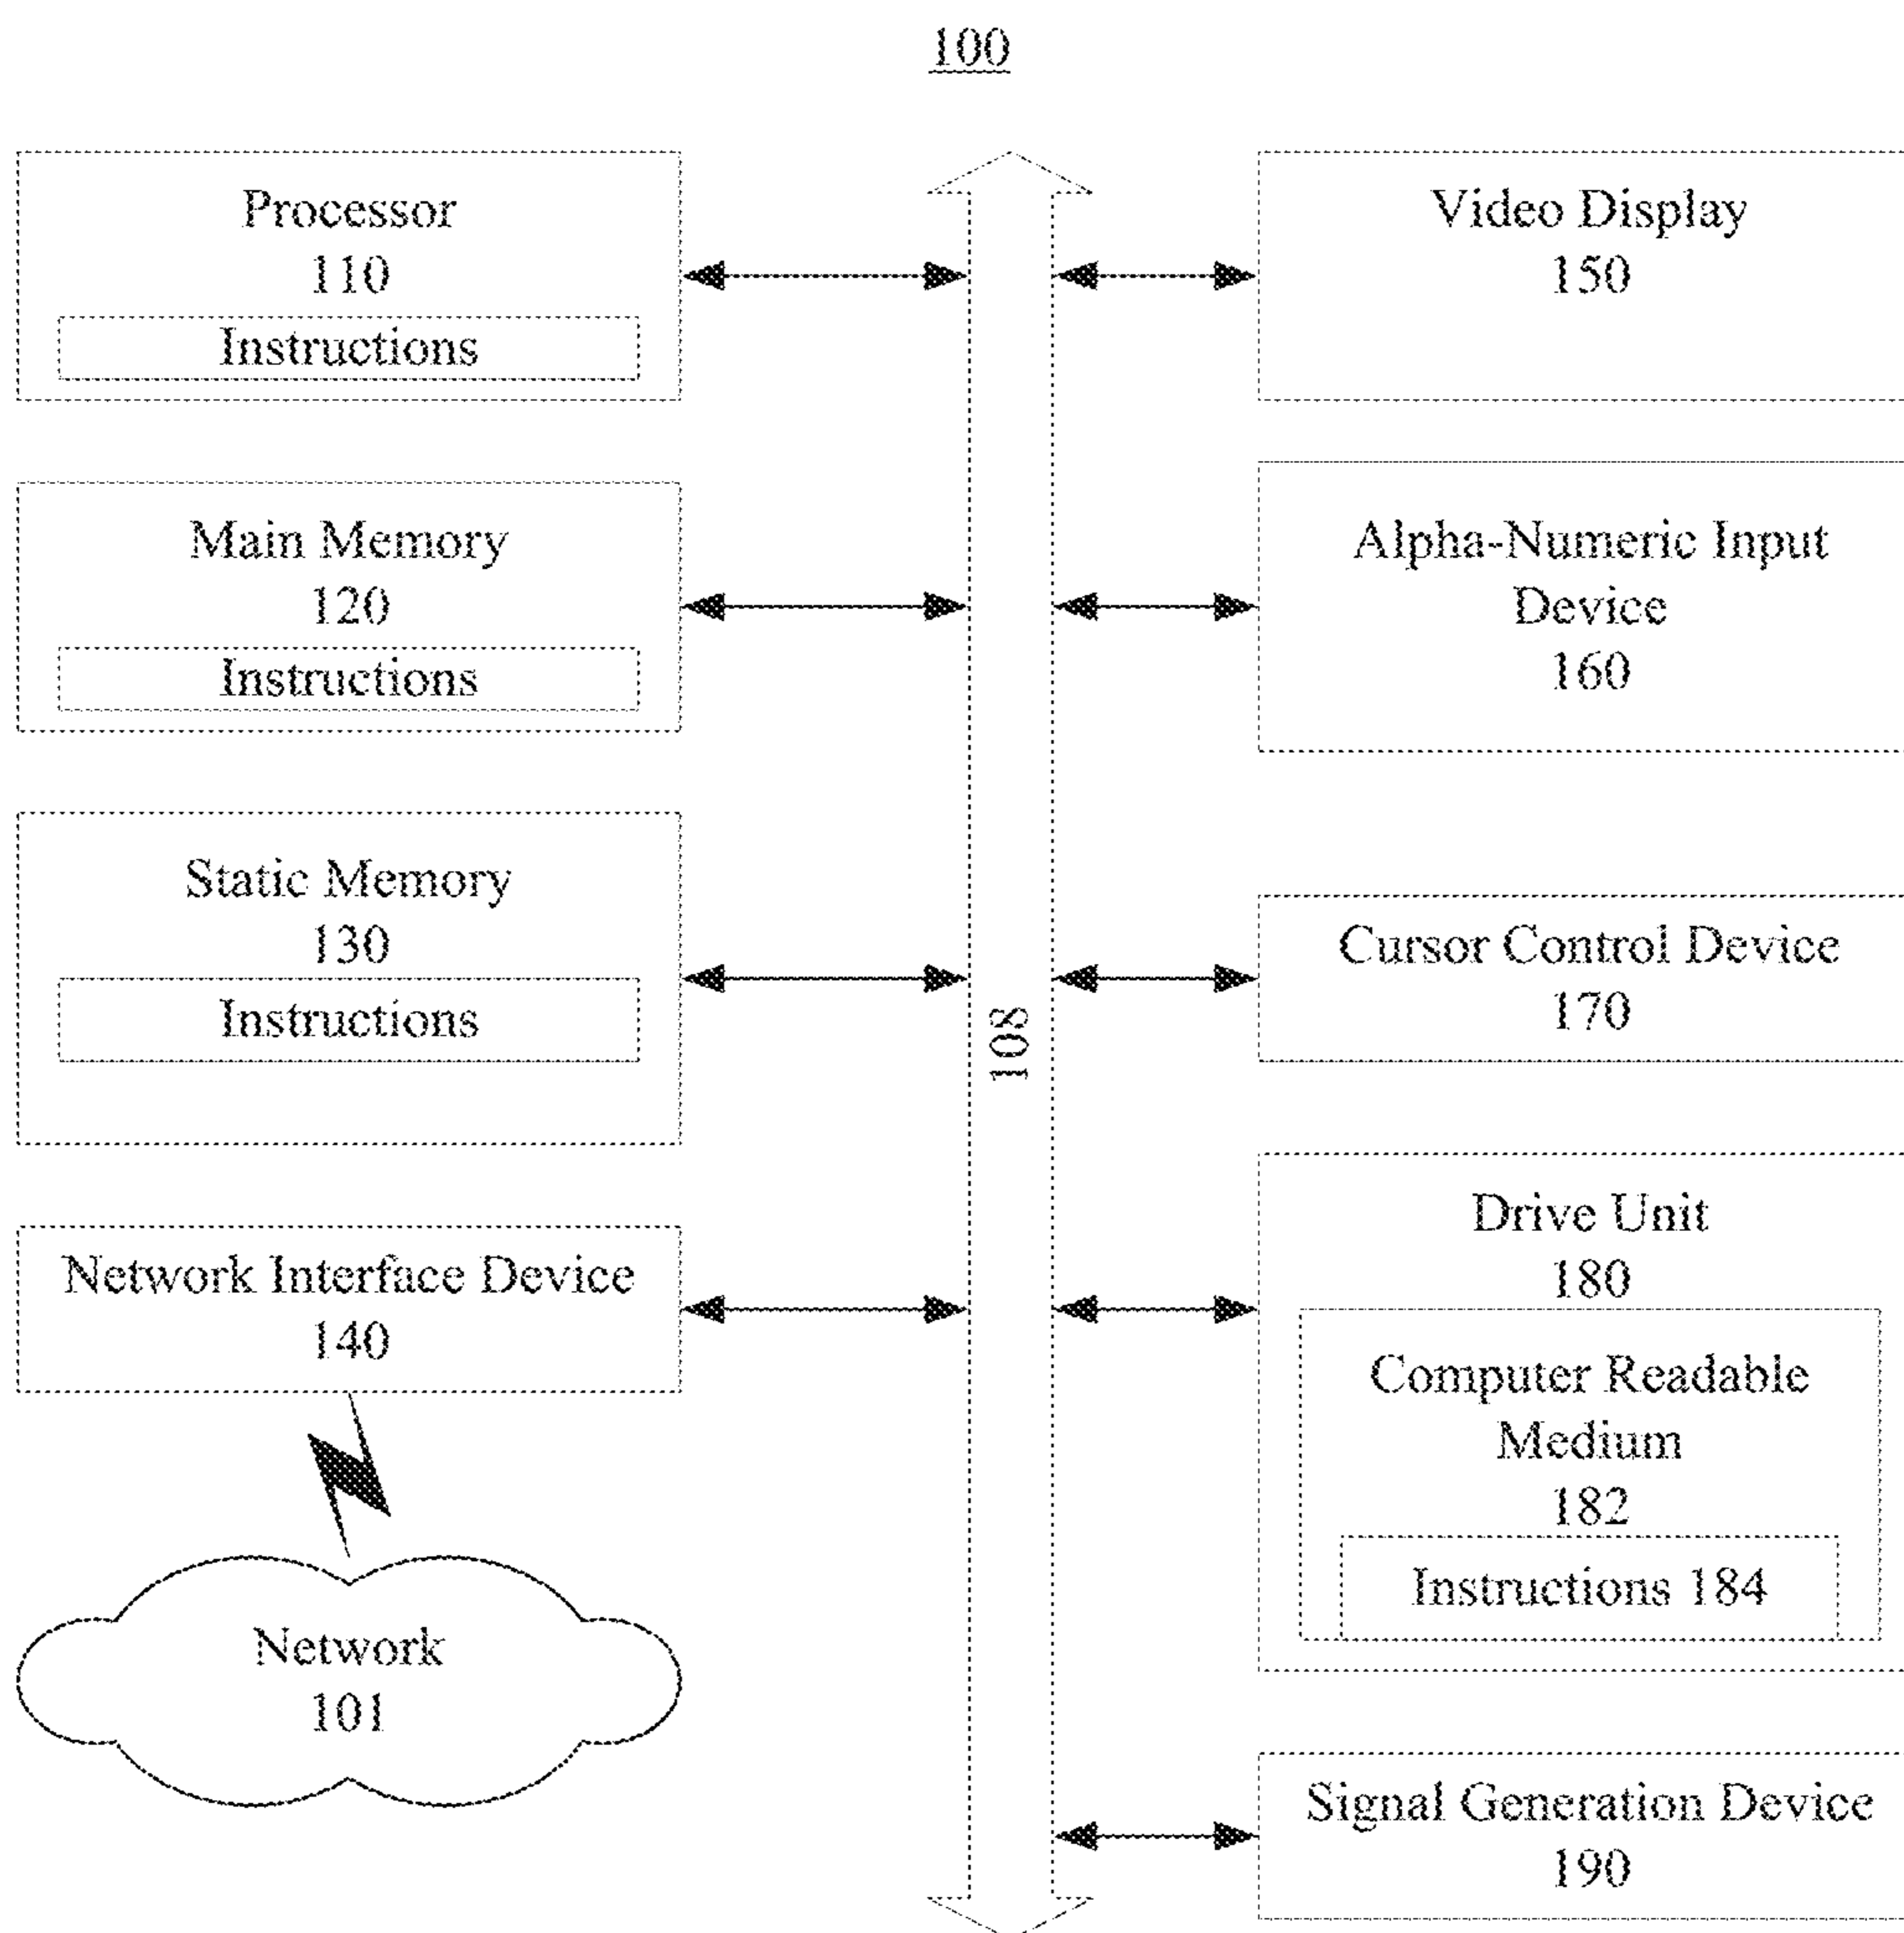 100
Processor
110
Instructions
Main Memory
120
Instructions
Static Memory
130
Instructions
Network Interface Device
140
Network
101
108
Video Display
150
Alpha-Numeric Input
Device
160
Cursor Control Device
170
Drive Unit
180
Computer Readable
Medium
182
Instructions 184
Signal Generation Device
190